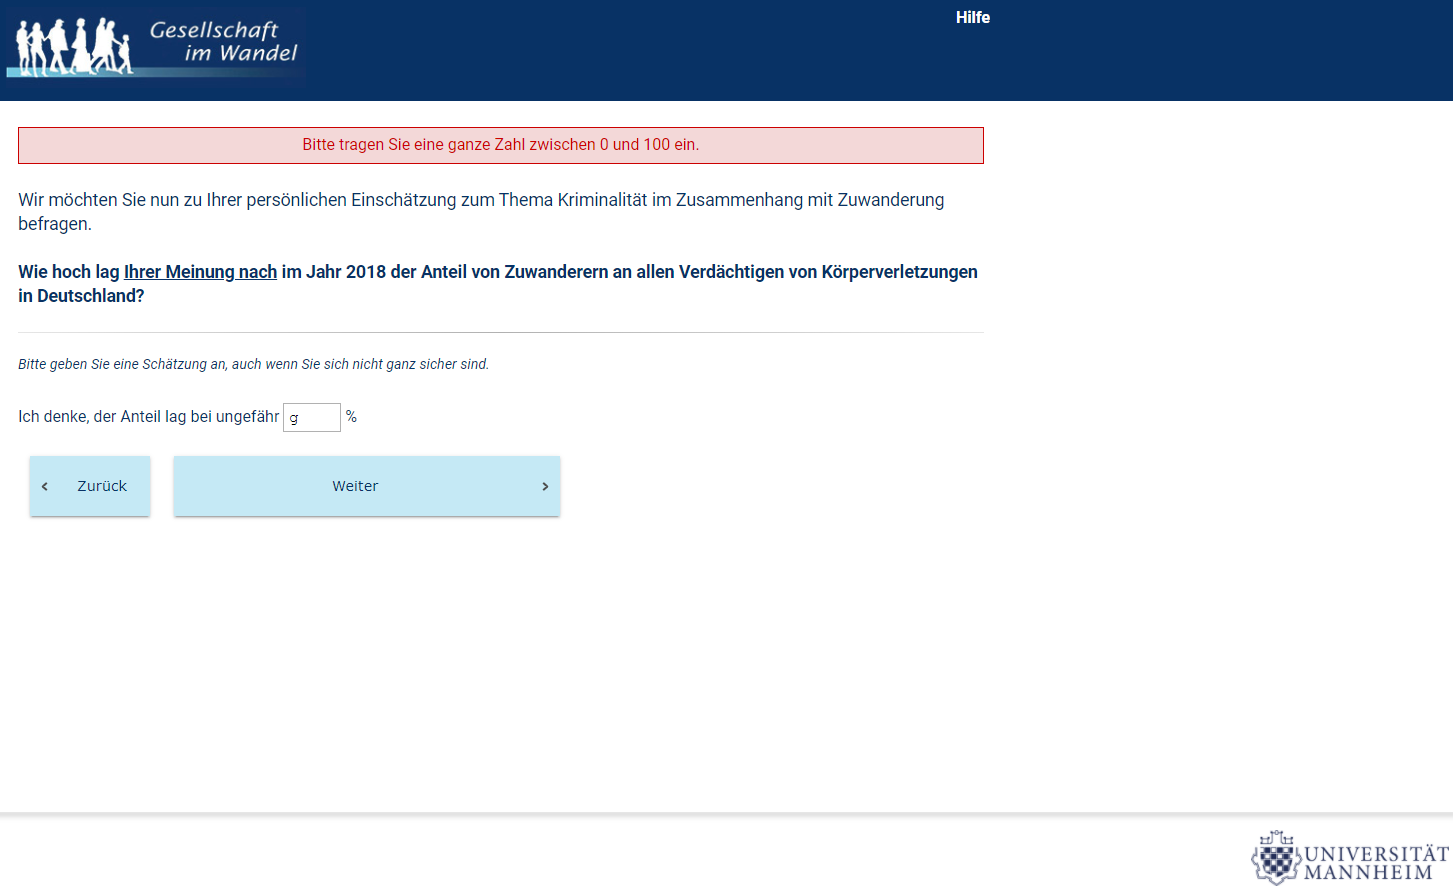 Gesellschaft
im Wandel
Hilfe
Bitte tragen Sie eine ganze Zahl zwischen 0 und 100 ein.
Wir möchten Sie nun zu Ihrer persönlichen Einschätzung zum Thema Kriminalität im Zusammenhang mit Zuwanderung
befragen.
Wie hoch lag Ihrer Meinung nach im Jahr 2018 der Anteil von Zuwanderern an allen Verdächtigen von Körperverletzungen
in Deutschland?
Bitte geben Sie eine Schätzung an, auch wenn Sie sich nicht ganz sicher sind.
Ich denke, der Anteil lag bei ungefähr g %
Zurück
Weiter
UNIVERSITÄT
MANNHEIM